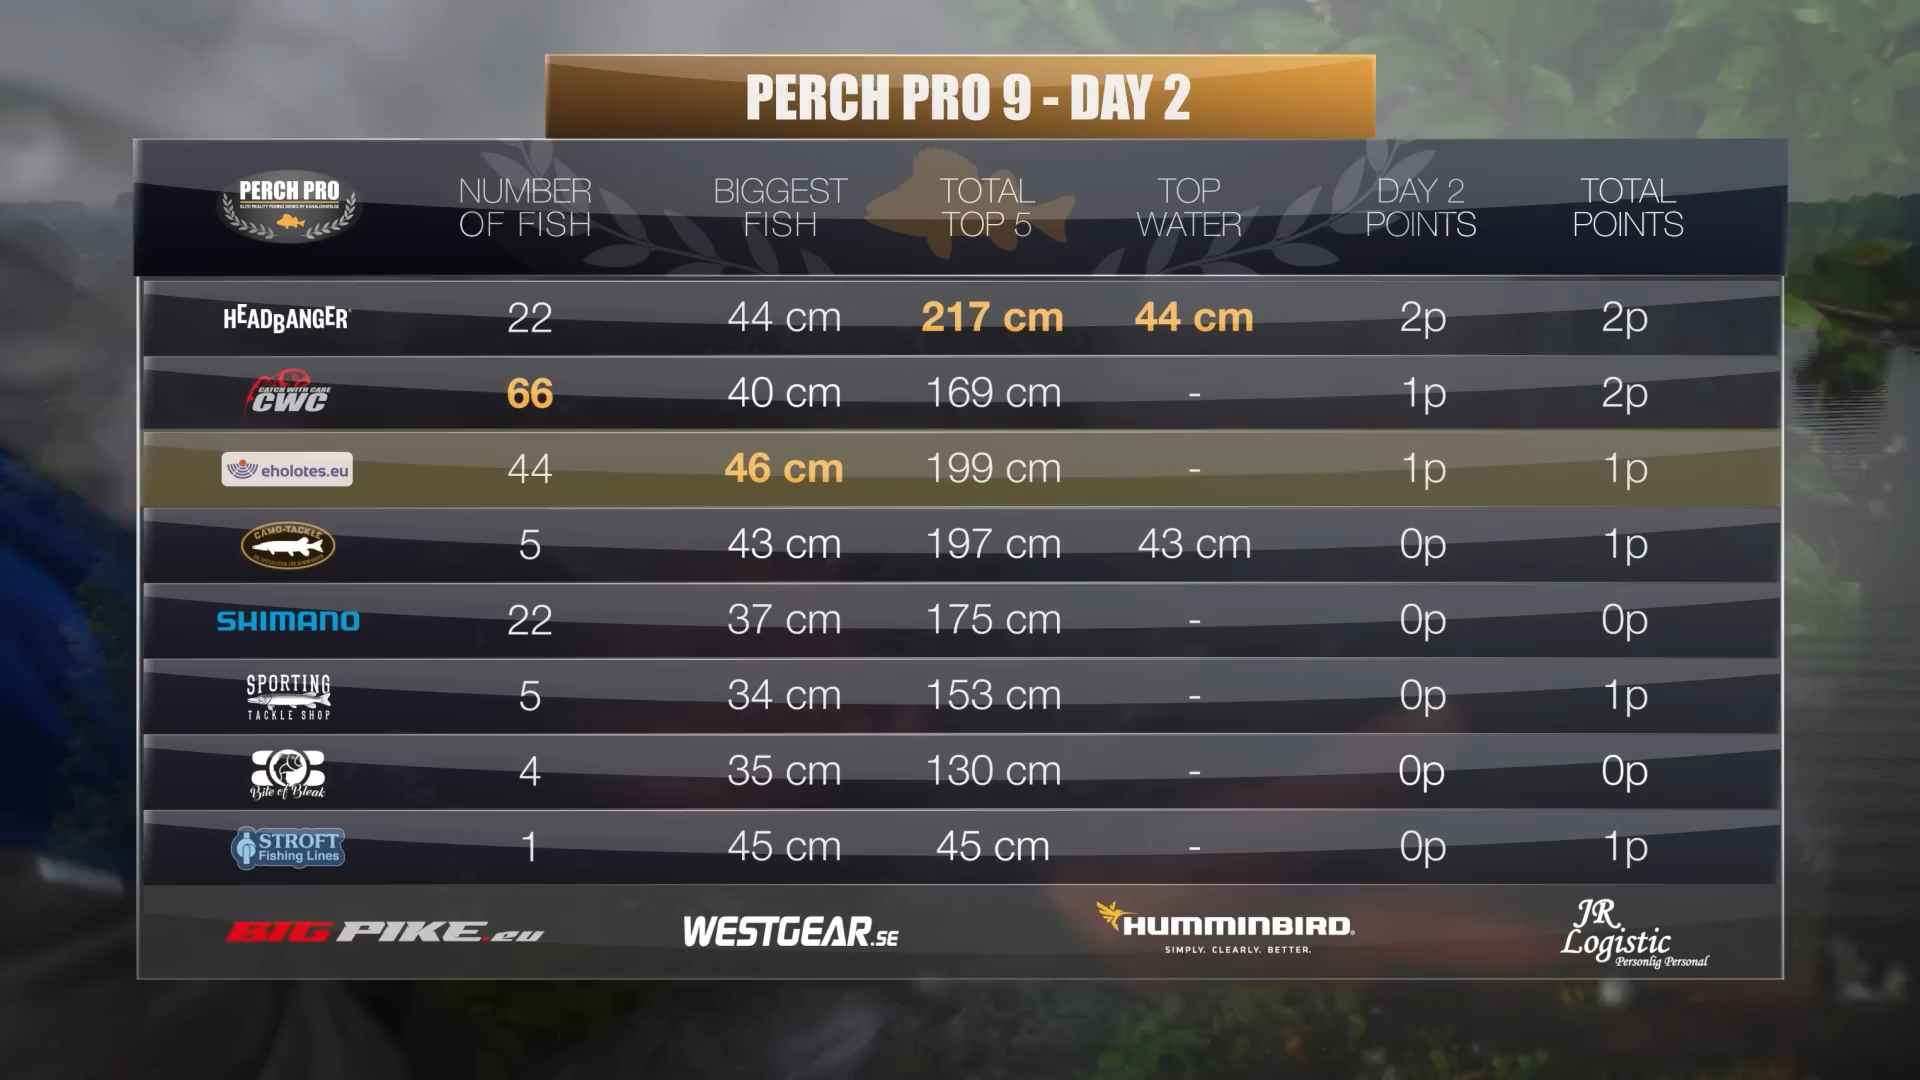 PERCH PRO 9 - DAY 2
PERCH PRO
NUMBER OF FISH
BIGGEST FISH
TOTAL TOP 5
TOP WATER
DAY 2 POINTS
TOTAL POINTS
HEADBANGER 22 44 cm 217 cm 44 cm 2p 2p
CATCH WITH CARE CWC 66 40 cm 169 cm - 1p 2p
eholotes.eu 44 46 cm 199 cm - 1p 1p
CAMO-TACKLE 5 43 cm 197 cm 43 cm 0p 1p
SHIMANO 22 37 cm 175 cm - 0p 0p
SPORTING TACKLE SHOP 5 34 cm 153 cm - 0p 1p
Bite of Bleak 4 35 cm 130 cm - 0p 0p
STROFT Fishing Lines 1 45 cm 45 cm - 0p 1p
BIG PIKE.eu
WESTGEAR.SE
HUMMINBIRD
SIMPLY. CLEARLY. BETTER.
JR Logistic
Personlig Personal